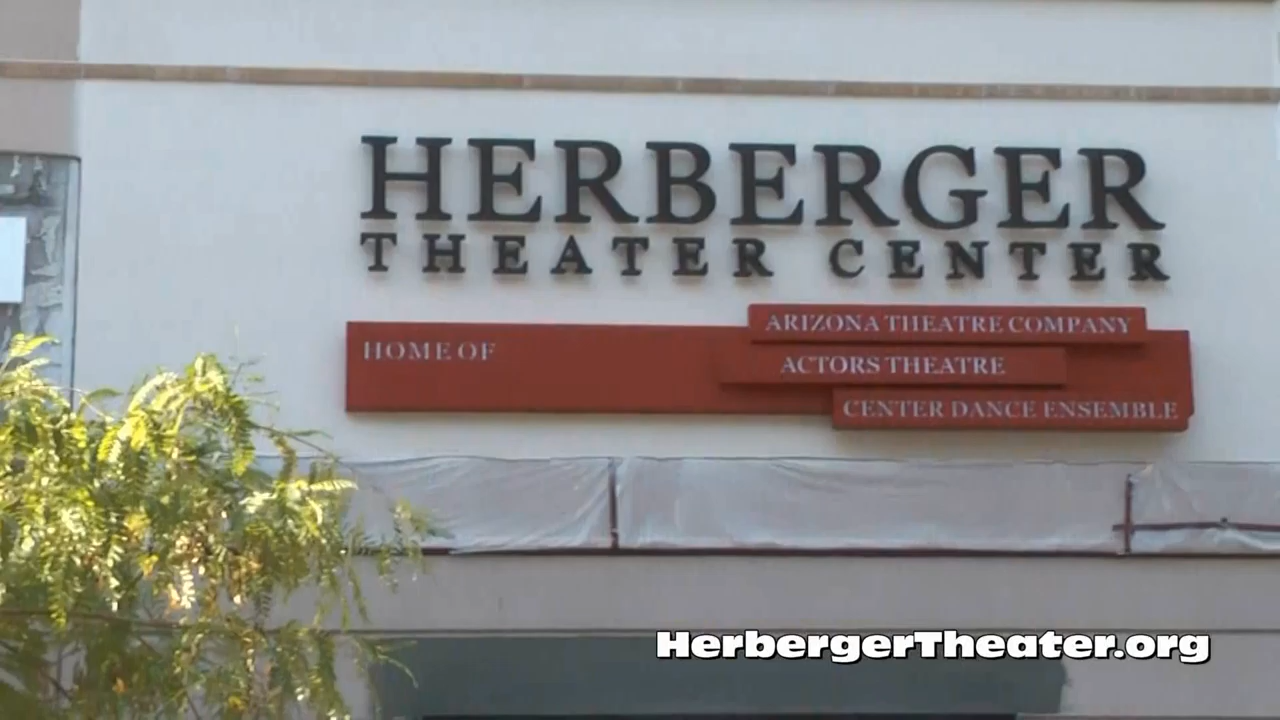 HERBERGER
THEATER CENTER
HOME OF
ARIZONA THEATRE COMPANY
ACTORS THEATRE
CENTER DANCE ENSEMBLE
HerbergerTheater.org